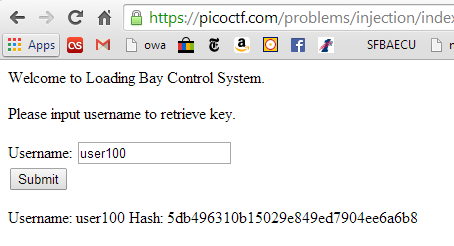 https://picoctf.com/problems/injection/index
Apps owa SFBAECU
Welcome to Loading Bay Control System.
Please input username to retrieve key.
Username: user100
Submit
Username: user100 Hash: 5db496310b15029e849ed7904ee6a6b8